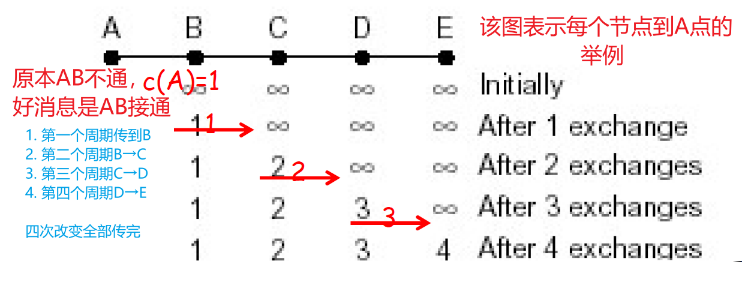 A B C D E
该图表示每个节点到A点的
举例
原本AB不通，c(A)=1
好消息是AB接通
∞ ∞ ∞ ∞ Initially
1 1 ∞ ∞ ∞ After 1 exchange
1. 第一个周期传到B
2. 第二个周期B→C
3. 第三个周期C→D
4. 第四个周期D→E
1 2 2 ∞ ∞ After 2 exchanges
1 2 3 3 ∞ After 3 exchanges
四次改变全部传完
1 2 3 4 After 4 exchanges